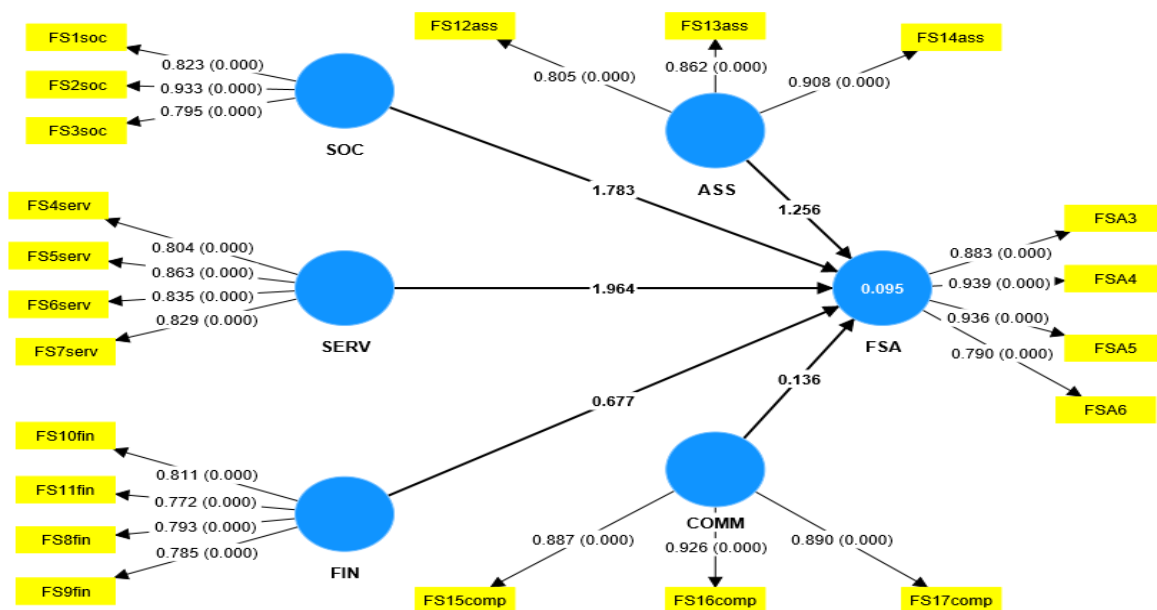 FS1soc
FS2soc
FS3soc
0.823 (0.000)
0.933 (0.000)
0.795 (0.000)
SOC
FS12ass
FS13ass
FS14ass
0.805 (0.000)
0.862 (0.000)
0.908 (0.000)
ASS
1.783
1.256
FS4serv
FS5serv
FS6serv
FS7serv
0.804 (0.000)
0.863 (0.000)
0.835 (0.000)
0.829 (0.000)
SERV
1.964
0.095
FSA
0.883 (0.000)
0.939 (0.000)
0.936 (0.000)
0.790 (0.000)
FSA3
FSA4
FSA5
FSA6
0.677
0.136
FS10fin
FS11fin
FS8fin
FS9fin
0.811 (0.000)
0.772 (0.000)
0.793 (0.000)
0.785 (0.000)
FIN
COMM
0.887 (0.000)
0.926 (0.000)
0.890 (0.000)
FS15comp
FS16comp
FS17comp